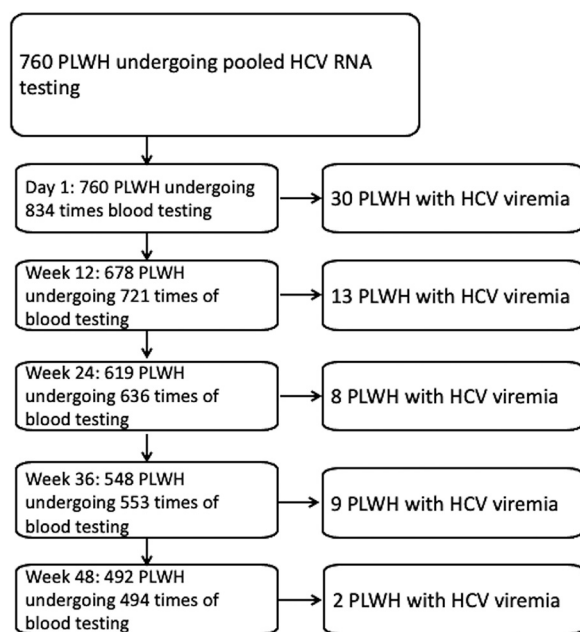 760 PLWH undergoing pooled HCV RNA
testing
Day 1: 760 PLWH undergoing
834 times blood testing
30 PLWH with HCV viremia
Week 12: 678 PLWH
undergoing 721 times of
blood testing
13 PLWH with HCV viremia
Week 24: 619 PLWH
undergoing 636 times of
blood testing
8 PLWH with HCV viremia
Week 36: 548 PLWH
undergoing 553 times of
blood testing
9 PLWH with HCV viremia
Week 48: 492 PLWH
undergoing 494 times of
blood testing
2 PLWH with HCV viremia